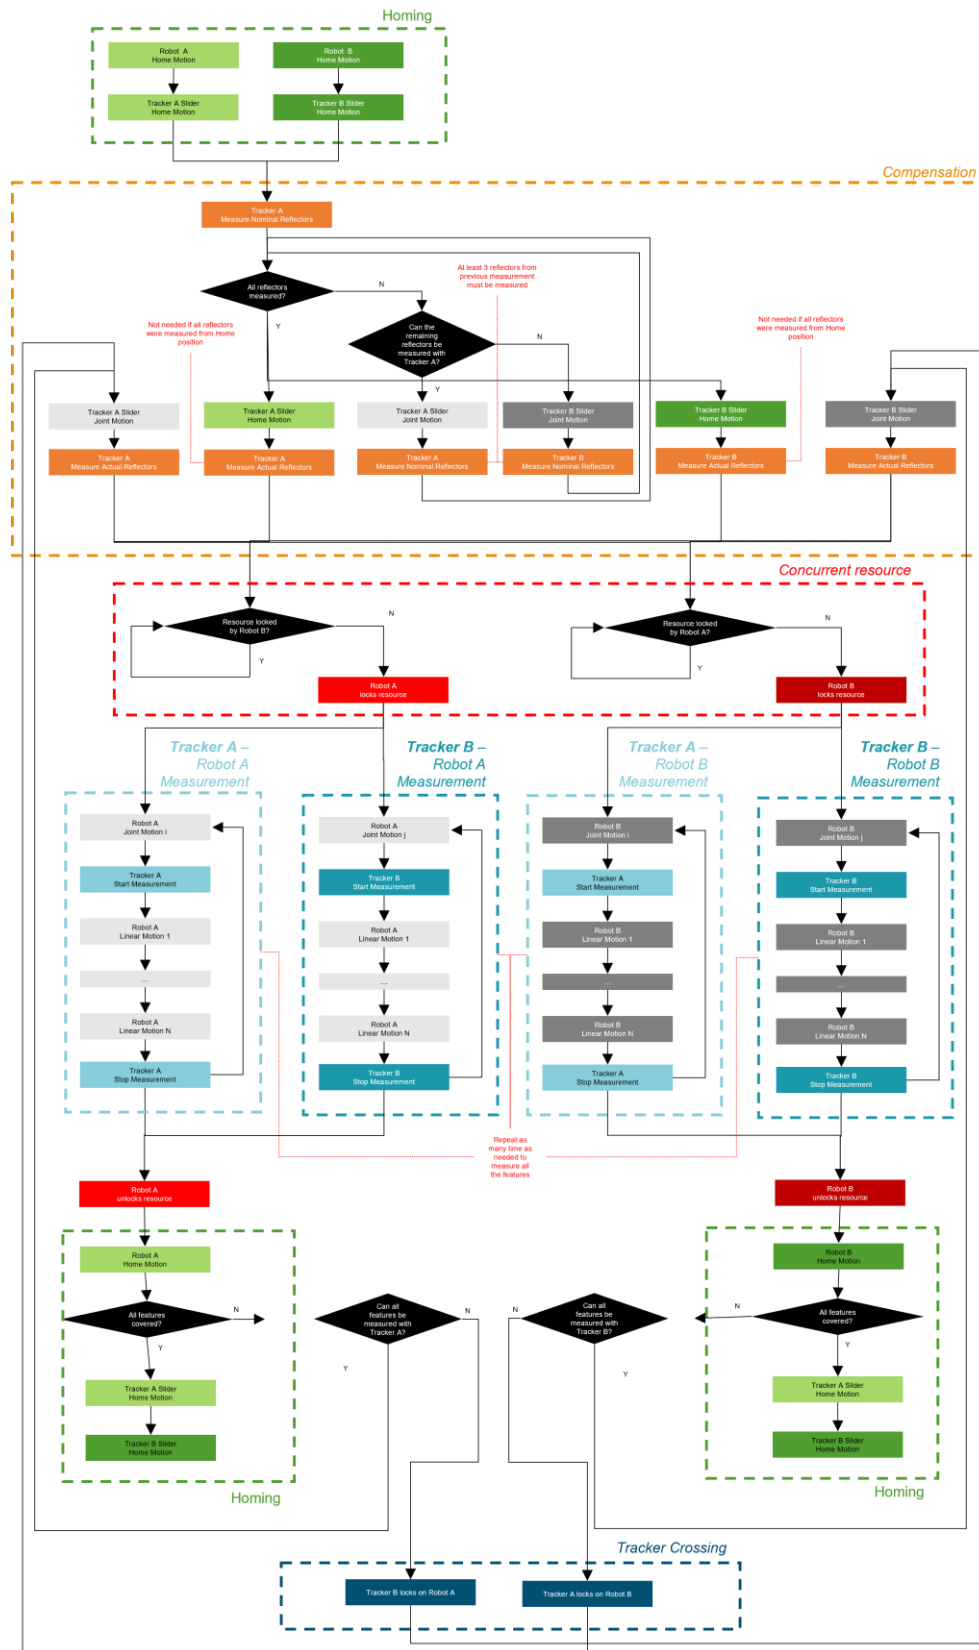 Homing
Robot A
Home Motion
Robot B
Home Motion
Tracker A Slider
Home Motion
Tracker B Slider
Home Motion
Compensation
Tracker A
Measure Nominal Reflectors
All reflectors
measured?
N
Y
At least 3 reflectors from
previous measurement
must be measured
Not needed if all reflectors
were measured from Home
position
Can the
remaining
reflectors be
measured with
Tracker A?
N
Y
Not needed if all reflectors
were measured from Home
position
Tracker A Slider
Joint Motion
Tracker A Slider
Home Motion
Tracker A Slider
Joint Motion
Tracker B Slider
Joint Motion
Tracker B Slider
Home Motion
Tracker B Slider
Joint Motion
Tracker A
Measure Actual Reflectors
Tracker A
Measure Actual Reflectors
Tracker A
Measure Nominal Reflectors
Tracker B
Measure Nominal Reflectors
Tracker B
Measure Actual Reflectors
Tracker B
Measure Actual Reflectors
Concurrent resource
Resource locked
by Robot B?
N
Y
Resource locked
by Robot A?
N
Y
Robot A
locks resource
Robot B
locks resource
Tracker A –
Robot A
Measurement
Tracker B –
Robot A
Measurement
Tracker A –
Robot B
Measurement
Tracker B –
Robot B
Measurement
Robot A
Joint Motion i
Tracker A
Start Measurement
Robot A
Linear Motion 1
...
Robot A
Linear Motion N
Tracker A
Stop Measurement
Robot A
Joint Motion j
Tracker B
Start Measurement
Robot A
Linear Motion 1
...
Robot A
Linear Motion N
Tracker B
Stop Measurement
Robot B
Joint Motion i
Tracker A
Start Measurement
Robot B
Linear Motion 1
...
Robot B
Linear Motion N
Tracker A
Stop Measurement
Robot B
Joint Motion j
Tracker B
Start Measurement
Robot B
Linear Motion 1
...
Robot B
Linear Motion N
Tracker B
Stop Measurement
Repeat as
many time as
needed to
measure all
the features
Robot A
unlocks resource
Robot B
unlocks resource
Robot A
Home Motion
All features
covered?
N
Y
Tracker A Slider
Home Motion
Tracker B Slider
Home Motion
Homing
Can all
features be
measured with
Tracker A?
N
Y
Can all
features be
measured with
Tracker B?
N
Y
Robot B
Home Motion
All features
covered?
N
Y
Tracker A Slider
Home Motion
Tracker B Slider
Home Motion
Homing
Tracker Crossing
Tracker B locks on Robot A
Tracker A locks on Robot B